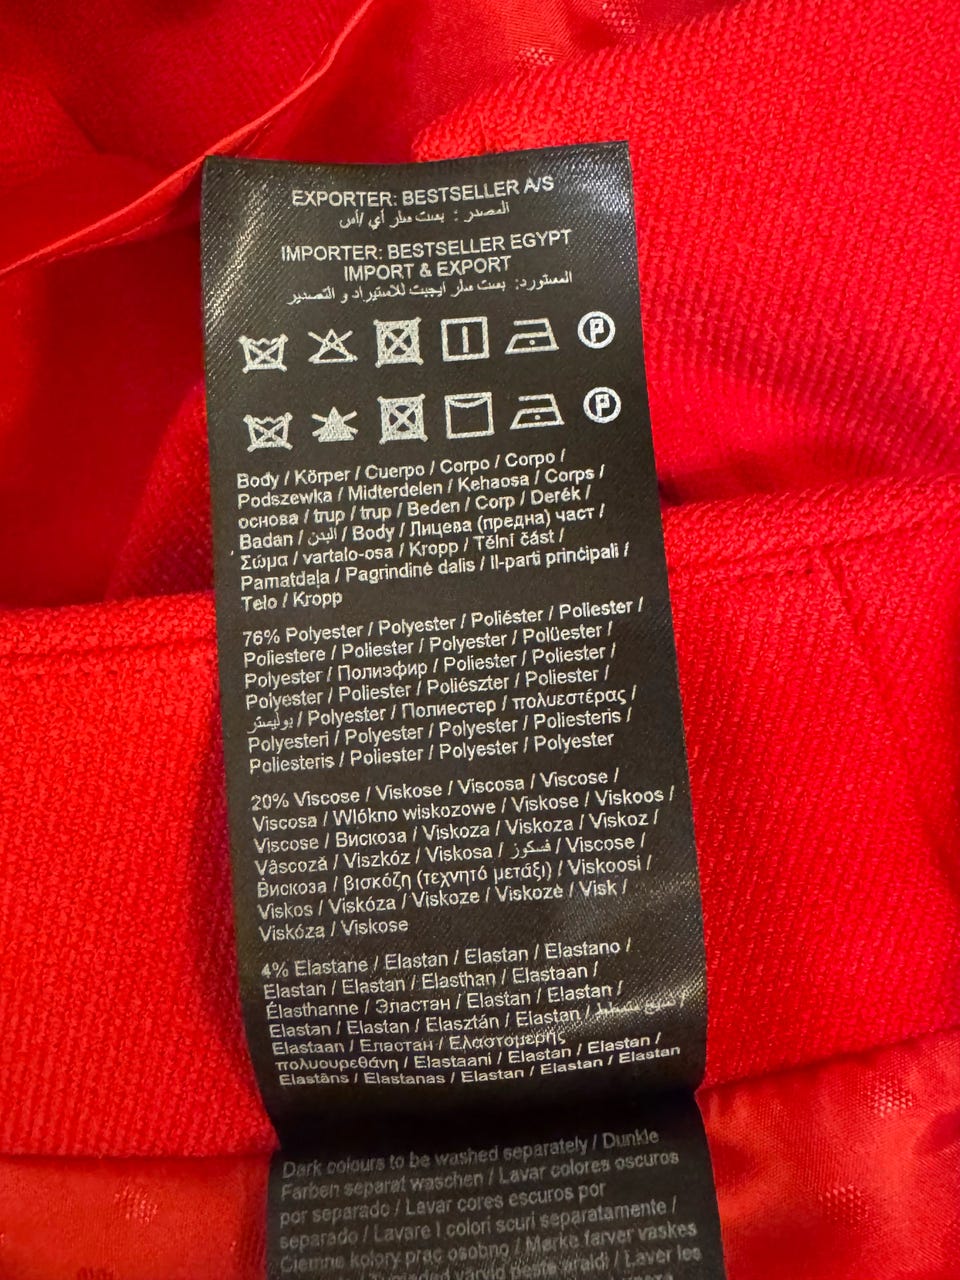 EXPORTER: BESTSELLER A/S
المصدر : بست سلر أي /أس
IMPORTER: BESTSELLER EGYPT
IMPORT & EXPORT
المستورد: بست سلر ايجبت للاستيراد و التصدير
P
P
Body / Körper / Cuerpo / Corpo / Corpo /
Podszewka / Midterdelen / Kehaosa / Corps /
основа / trup / trup / Beden / Corp / Derék /
Badan / البدن / Body / Лицева (предна) част /
Σώμα / vartalo-osa / Kropp / Tělní část /
Pamatdaļa / Pagrindinė dalis / Il-parti prinċipali /
Telo / Kropp
76% Polyester / Polyester / Poliéster / Poliester /
Poliestere / Poliester / Polyester / Polüester /
Polyester / Полиэфир / Poliester / Poliester /
Polyester / Poliester / Poliészter / Poliester /
بوليستر / Polyester / Полиестер / πολυεστέρας /
Polyesteri / Polyester / Polyester / Poliesteris /
Poliesteris / Poliester / Polyester / Polyester
20% Viscose / Viskose / Viscosa / Viscose /
Viscosa / Włókno wiskozowe / Viskose / Viskoos /
Viscose / Вискоза / Viskoza / Viskoza / Viskoz /
Vâscoză / Viszkóz / Viskosa / فسكوز / Viscose /
Вискоза / βισκόζη (τεχνητό μετάξι) / Viskoosi /
Viskos / Viskóza / Viskoze / Viskozė / Visk /
Viskóza / Viskose
4% Elastane / Elastan / Elastan / Elastano /
Elastan / Elastan / Elasthan / Elastaan /
Élasthanne / Эластан / Elastan / Elastan /
Elastan / Elastan / Elasztán / Elastan / نسيج مطاط /
Elastaan / Еластан / Ελαστομερής
πολυουρεθάνη / Elastaani / Elastan / Elastan /
Elastāns / Elastanas / Elastan / Elastan / Elastan
Dark colours to be washed separately / Dunkle
Farben separat waschen / Lavar colores oscuros
por separado / Lavar cores escuros por
separado / Lavare I colori scuri separatamente /
Ciemne kolory prać osobno / Mørke farver vaskes
/ Laver les